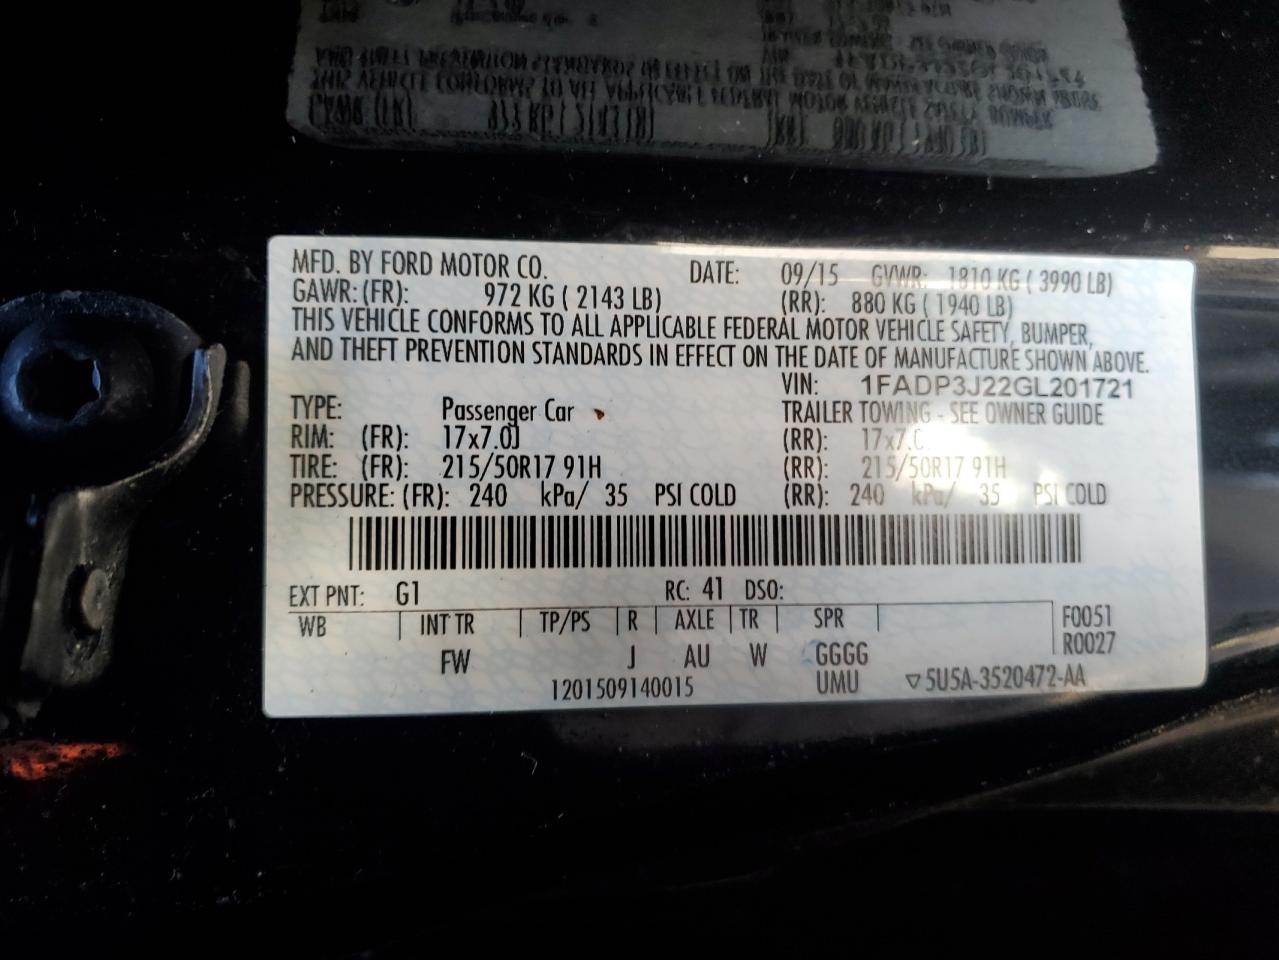 MFD. BY FORD MOTOR CO. DATE: 09/15 GVWR: 1810 KG ( 3990 LB)
GAWR: (FR): 972 KG ( 2143 LB) (RR): 880 KG ( 1940 LB)
THIS VEHICLE CONFORMS TO ALL APPLICABLE FEDERAL MOTOR VEHICLE SAFETY, BUMPER,
AND THEFT PREVENTION STANDARDS IN EFFECT ON THE DATE OF MANUFACTURE SHOWN ABOVE.
VIN: 1FADP3J22GL201721
TYPE: Passenger Car TRAILER TOWING - SEE OWNER GUIDE
RIM: (FR): 17x7.0J (RR):
TIRE: (FR): 215/50R17 91H (RR): 215/50R17 91H
PRESSURE: (FR): 240 kPa/ 35 PSI COLD (RR): 240 kPa/ 35 PSI COLD
EXT PNT: G1 RC: 41 DSO:
WB INT TR TP/PS R AXLE TR SPR F0051
FW J AU W GGGG R0027
1201509140015 UMU ▽5U5A-3520472-AA